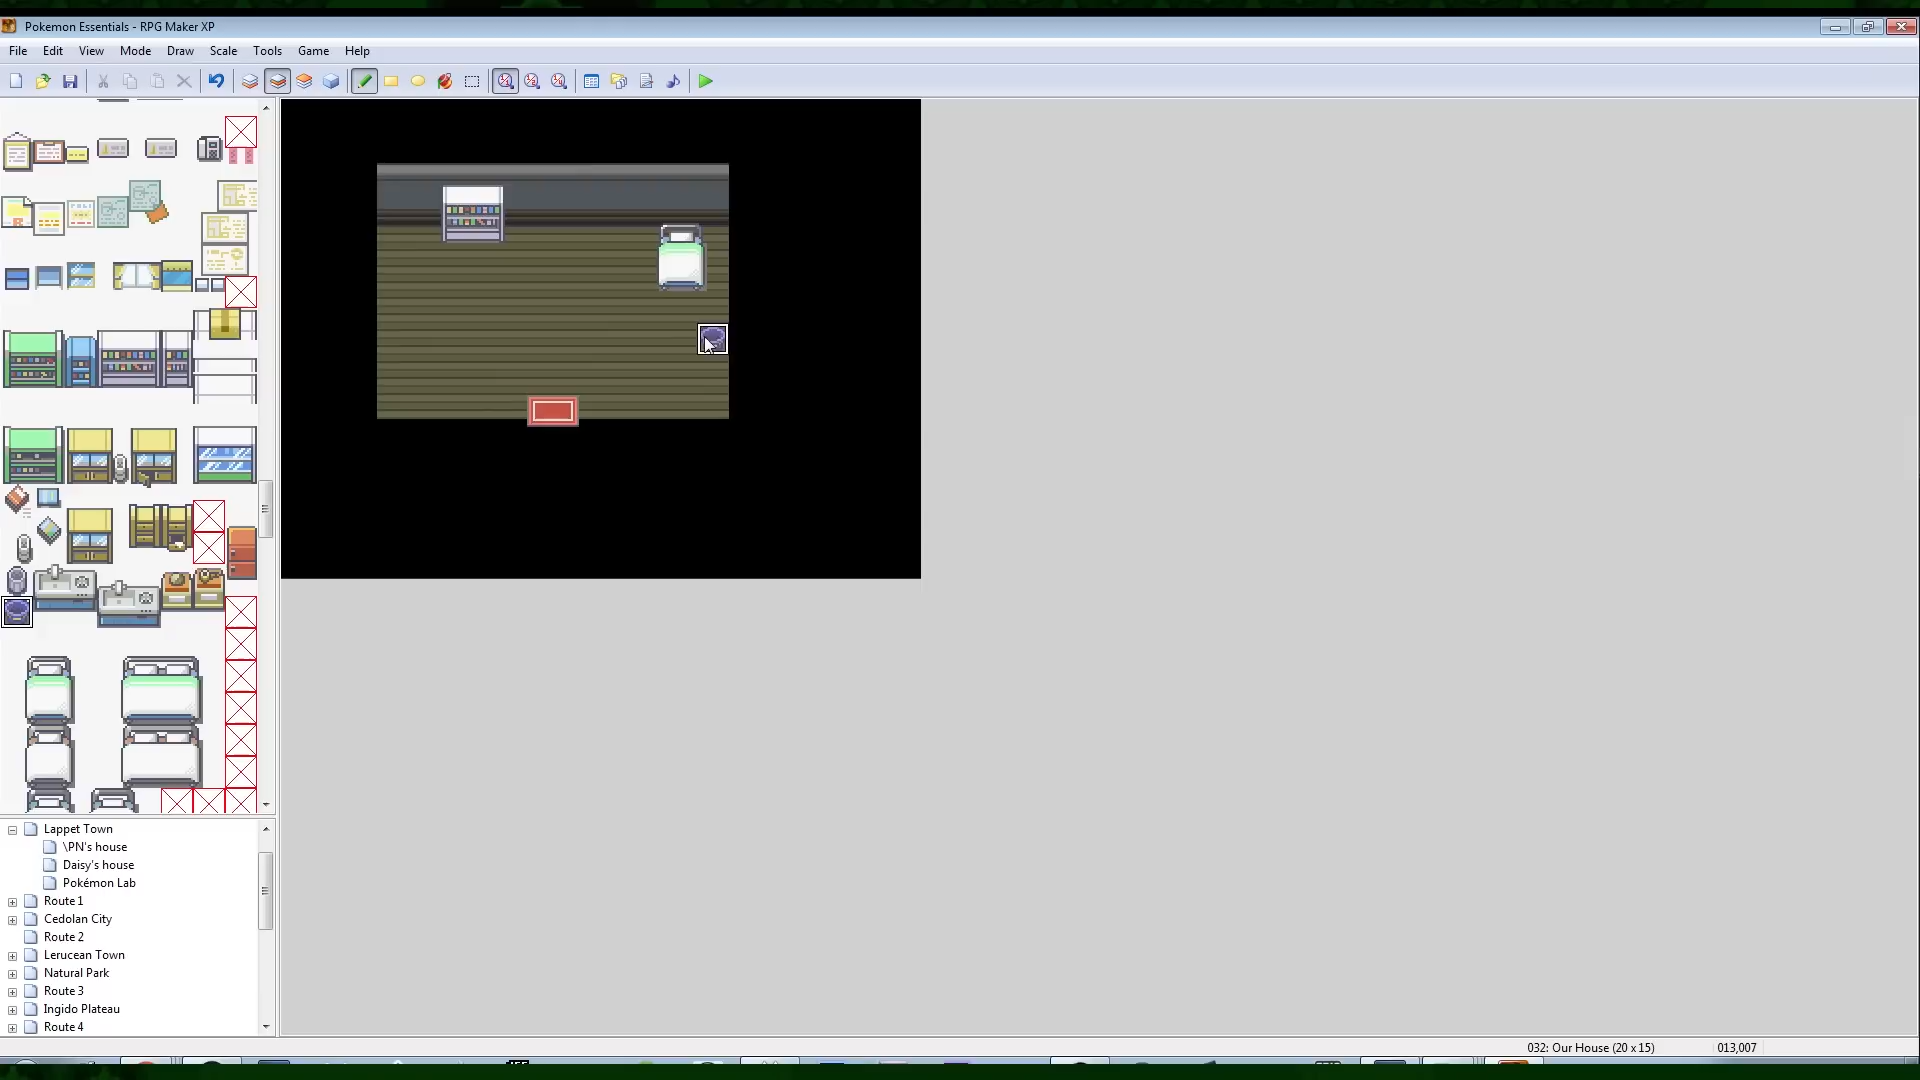 Pokemon Essentials - RPG Maker XP
File Edit View Mode Draw Scale Tools Game Help
Lappet Town
\PN's house
Daisy's house
Pokémon Lab
Route 1
Cedolan City
Route 2
Lerucean Town
Natural Park
Route 3
Ingido Plateau
Route 4
032: Our House (20 x 15) 013,007